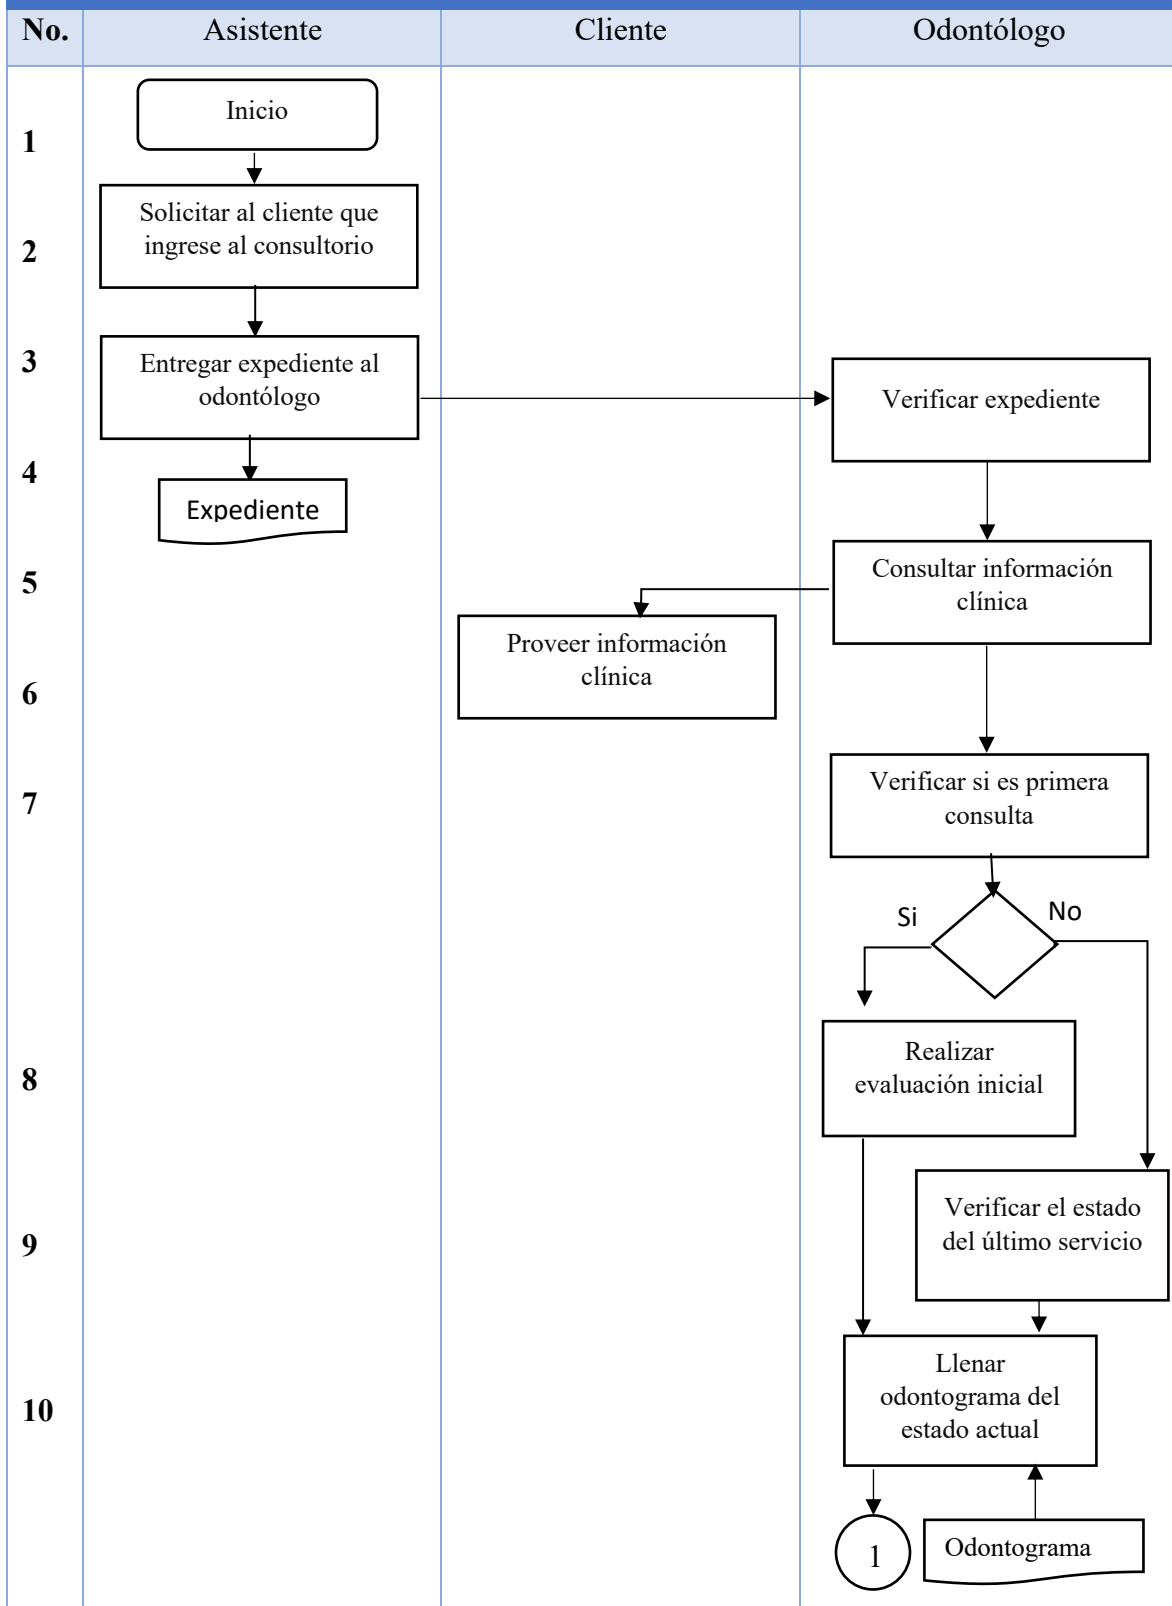 No.
Asistente
Cliente
Odontólogo
Inicio
1
Solicitar al cliente que
ingrese al consultorio
2
3
Entregar expediente al
odontólogo
Verificar expediente
4
Expediente
5
Consultar información
clínica
Proveer información
clínica
6
7
Verificar si es primera
consulta
Si
No
8
Realizar
evaluación inicial
9
Verificar el estado
del último servicio
10
Llenar
odontograma del
estado actual
1
Odontograma